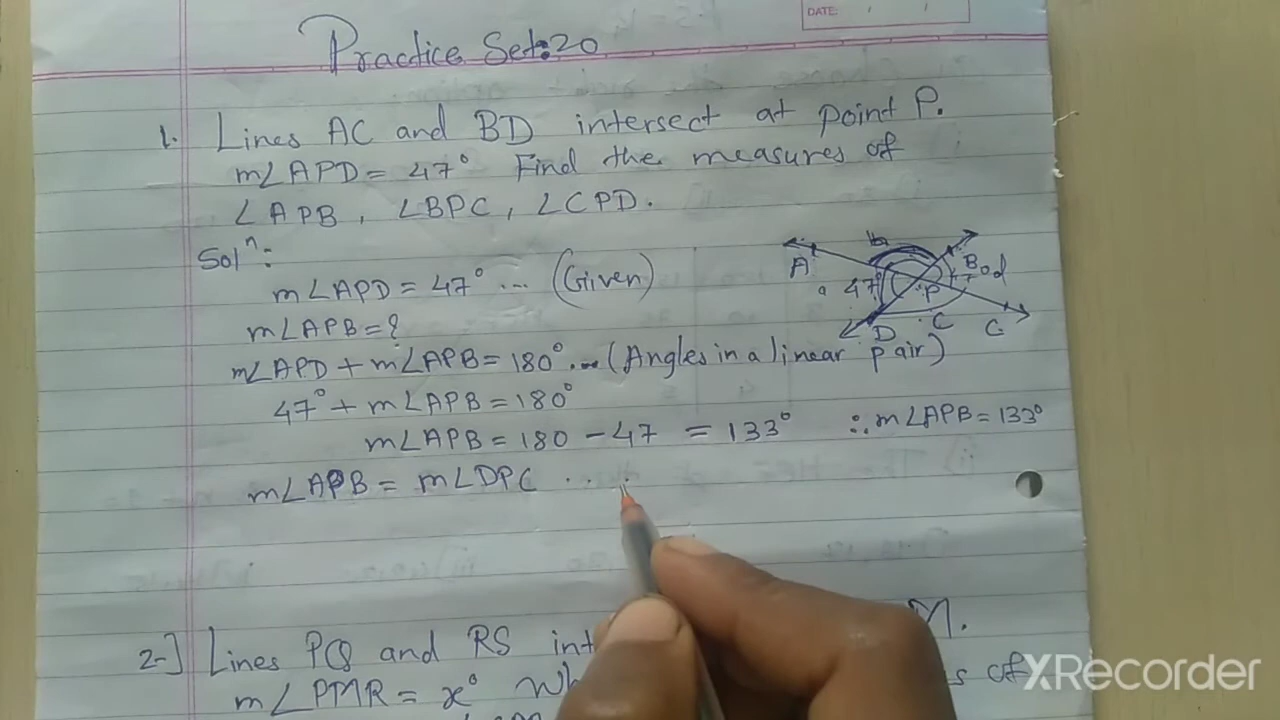 DATE:
Practice Set:20
1. Lines AC and BD intersect at point P.
m∠APD = 47° Find the measures of
∠APB, ∠BPC, ∠CPD.
Solⁿ:
m∠APD = 47° ... (Given)
m∠APB = ?
m∠APD + m∠APB = 180° ... (Angles in a linear pair)
47° + m∠APB = 180°
m∠APB = 180 - 47 = 133° ∴ m∠APB = 133°
m∠APB = m∠DPC ....
A
B
47°
P
D
C
C
2-] Lines PQ and RS int M.
m∠PMR = x° Wh s of
XRecorder